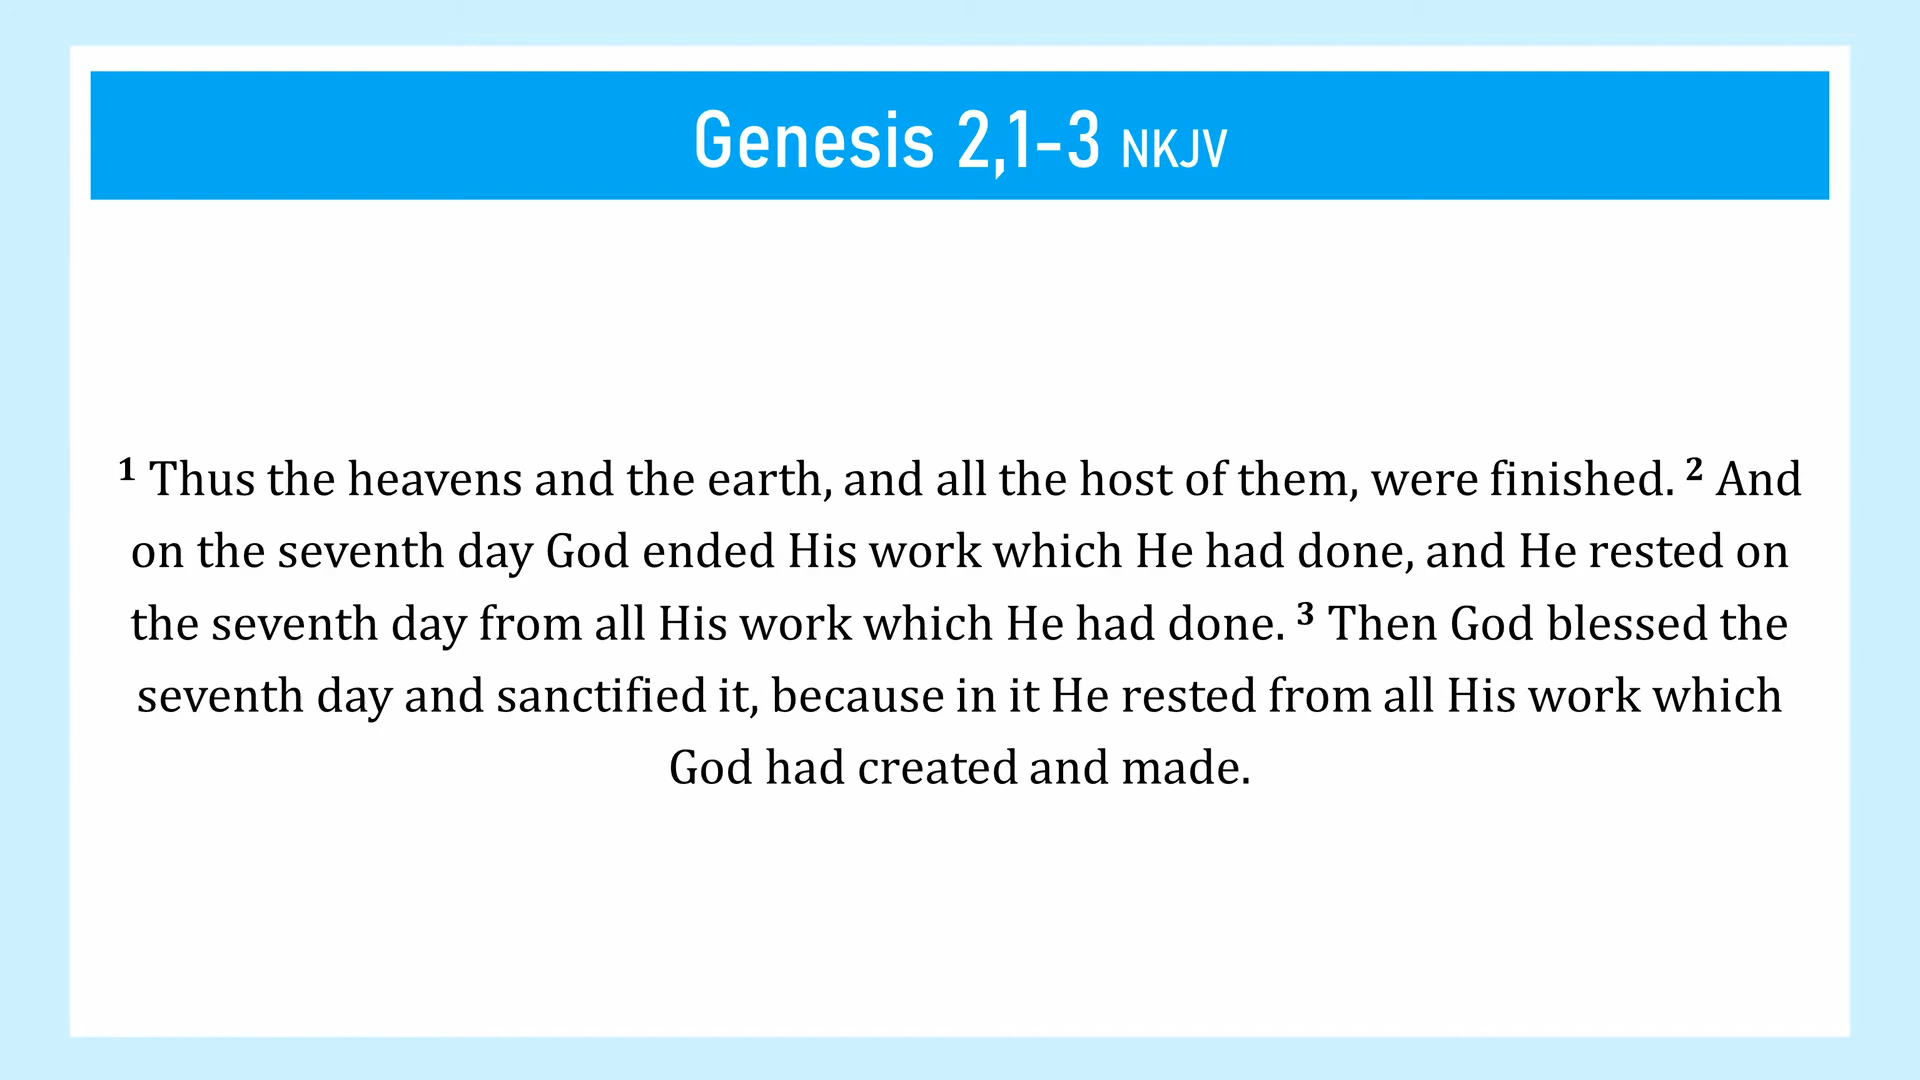 Genesis 2,1-3 NKJV
1 Thus the heavens and the earth, and all the host of them, were finished. 2 And
on the seventh day God ended His work which He had done, and He rested on
the seventh day from all His work which He had done. 3 Then God blessed the
seventh day and sanctified it, because in it He rested from all His work which
God had created and made.